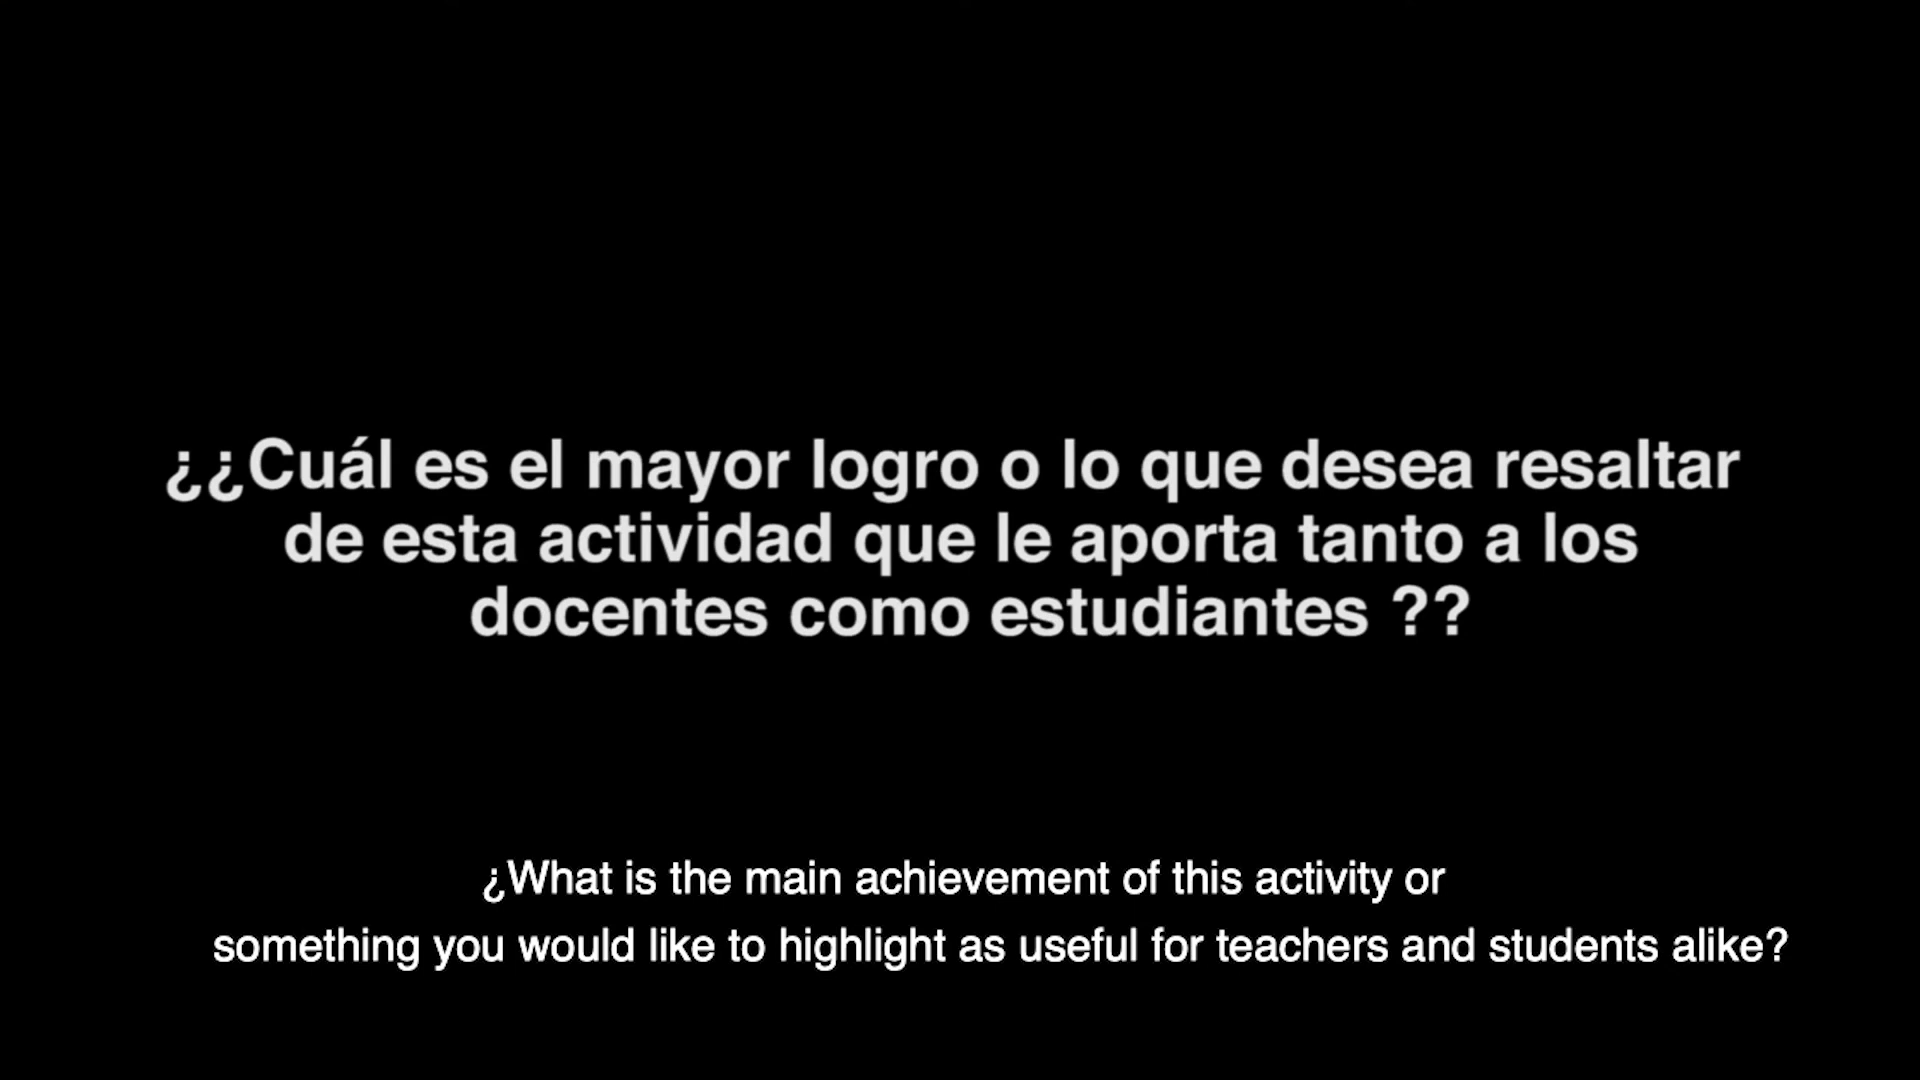 ¿¿Cuál es el mayor logro o lo que desea resaltar
de esta actividad que le aporta tanto a los
docentes como estudiantes ??
¿What is the main achievement of this activity or
something you would like to highlight as useful for teachers and students alike?